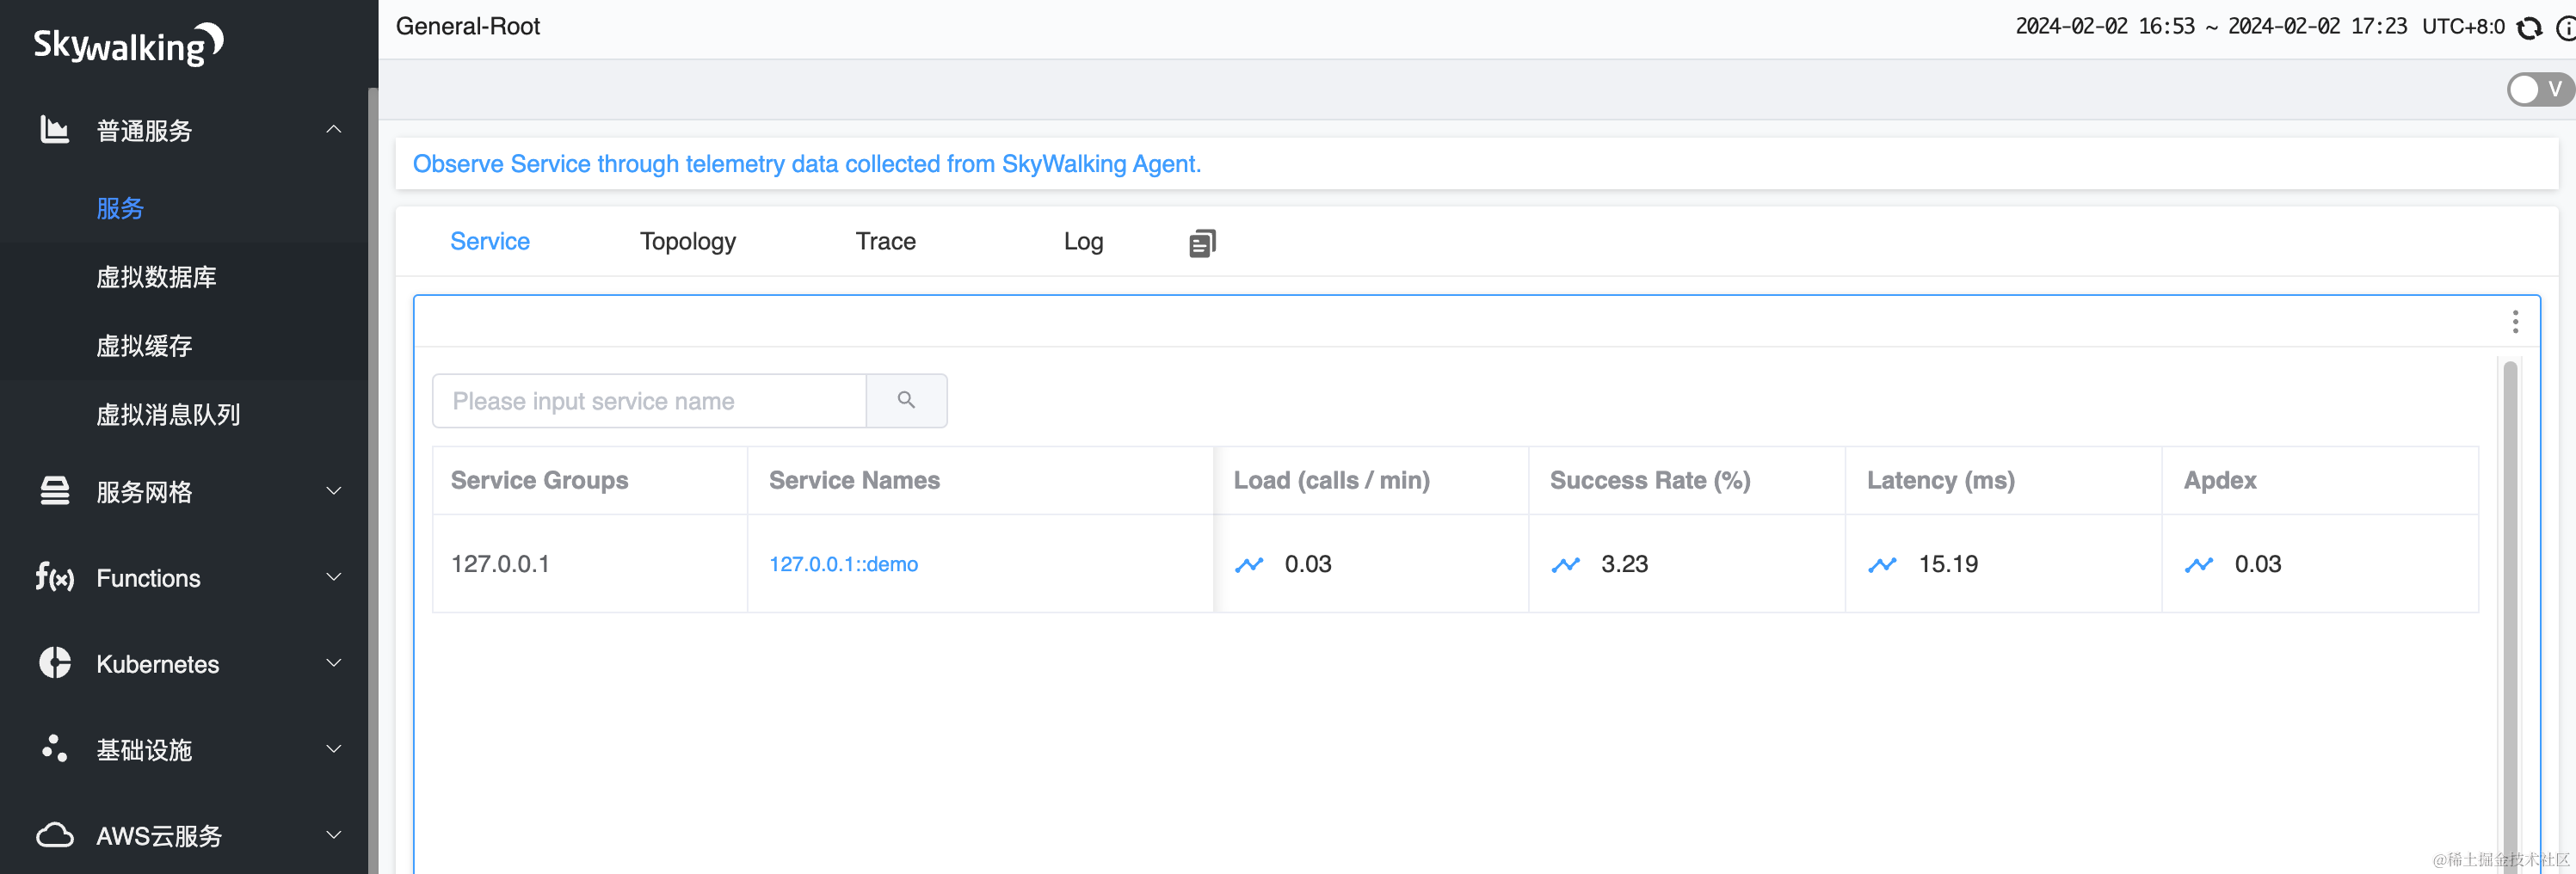 Skywalking
General-Root
2024-02-02 16:53 ~ 2024-02-02 17:23 UTC+8:0
V
普通服务
服务
虚拟数据库
虚拟缓存
虚拟消息队列
服务网格
Functions
Kubernetes
基础设施
AWS云服务
Observe Service through telemetry data collected from SkyWalking Agent.
Service Topology Trace Log
Please input service name
Service Groups Service Names Load (calls / min) Success Rate (%) Latency (ms) Apdex
127.0.0.1 127.0.0.1::demo 0.03 3.23 15.19 0.03
@稀土掘金技术社区